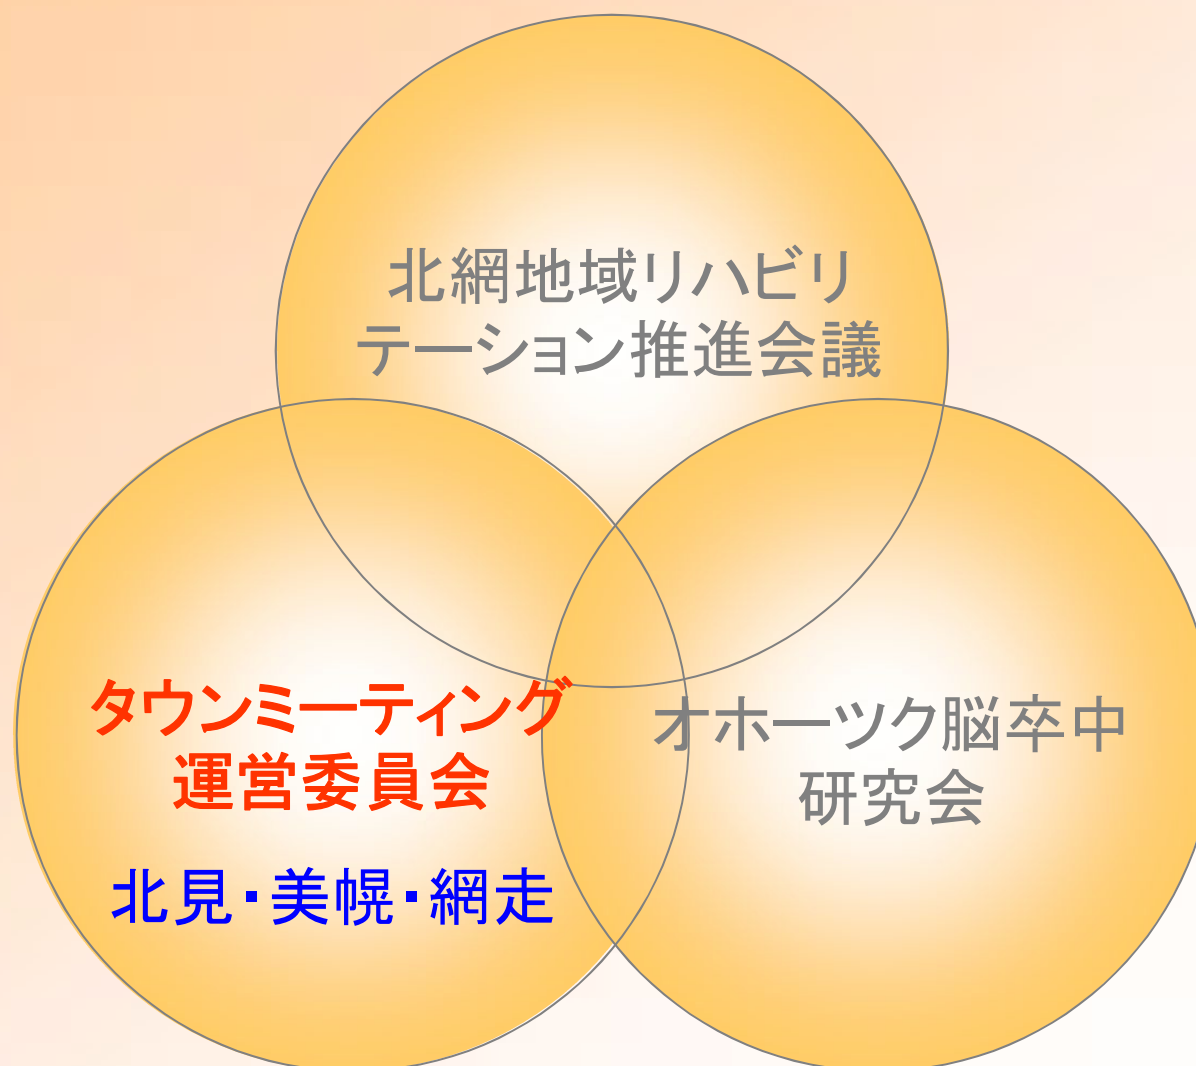 北網地域リハビリ
テーション推進会議
タウンミーティング
運営委員会
北見・美幌・網走
オホーツク脳卒中
研究会